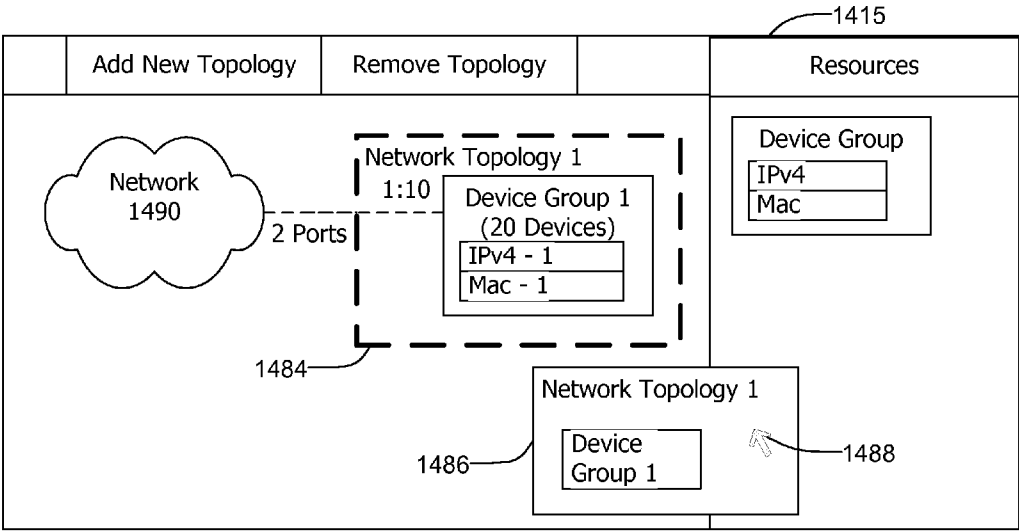 1415
Add New Topology
Remove Topology
Resources
Network
1490
2 Ports
Network Topology 1
1:10
Device Group 1
(20 Devices)
IPv4 - 1
Mac - 1
Device Group
IPv4
Mac
1484
Network Topology 1
Device
Group 1
1486
1488